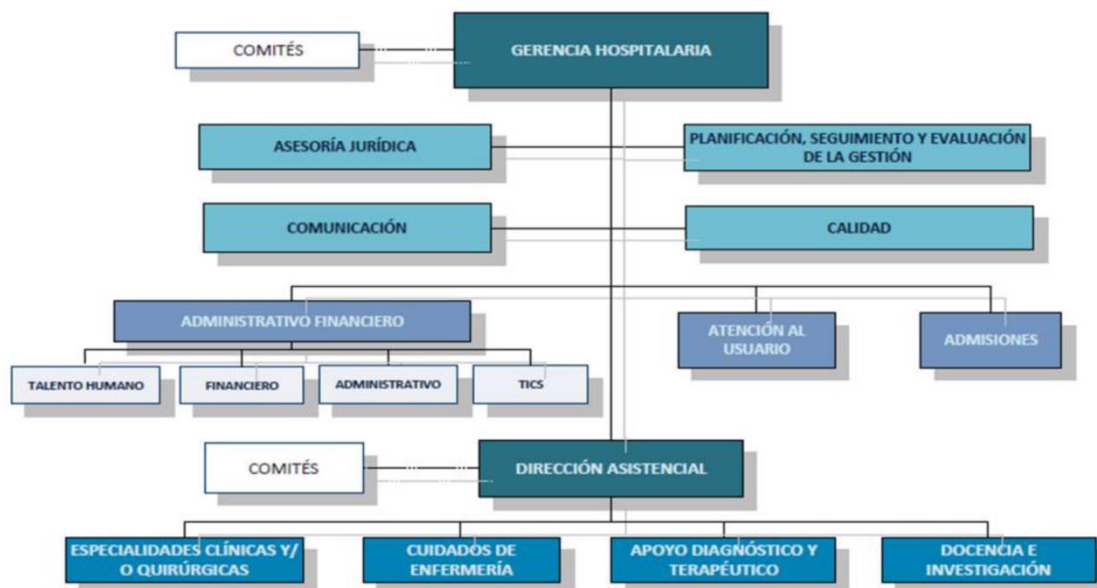 COMITÉS
GERENCIA HOSPITALARIA
ASESORÍA JURÍDICA
PLANIFICACIÓN, SEGUIMIENTO Y EVALUACIÓN
DE LA GESTIÓN
COMUNICACIÓN
CALIDAD
ADMINISTRATIVO FINANCIERO
ATENCIÓN AL
USUARIO
ADMISIONES
TALENTO HUMANO
FINANCIERO
ADMINISTRATIVO
TICS
COMITÉS
DIRECCIÓN ASISTENCIAL
ESPECIALIDADES CLÍNICAS Y/
O QUIRÚRGICAS
CUIDADOS DE
ENFERMERÍA
APOYO DIAGNÓSTICO Y
TERAPÉUTICO
DOCENCIA E
INVESTIGACIÓN